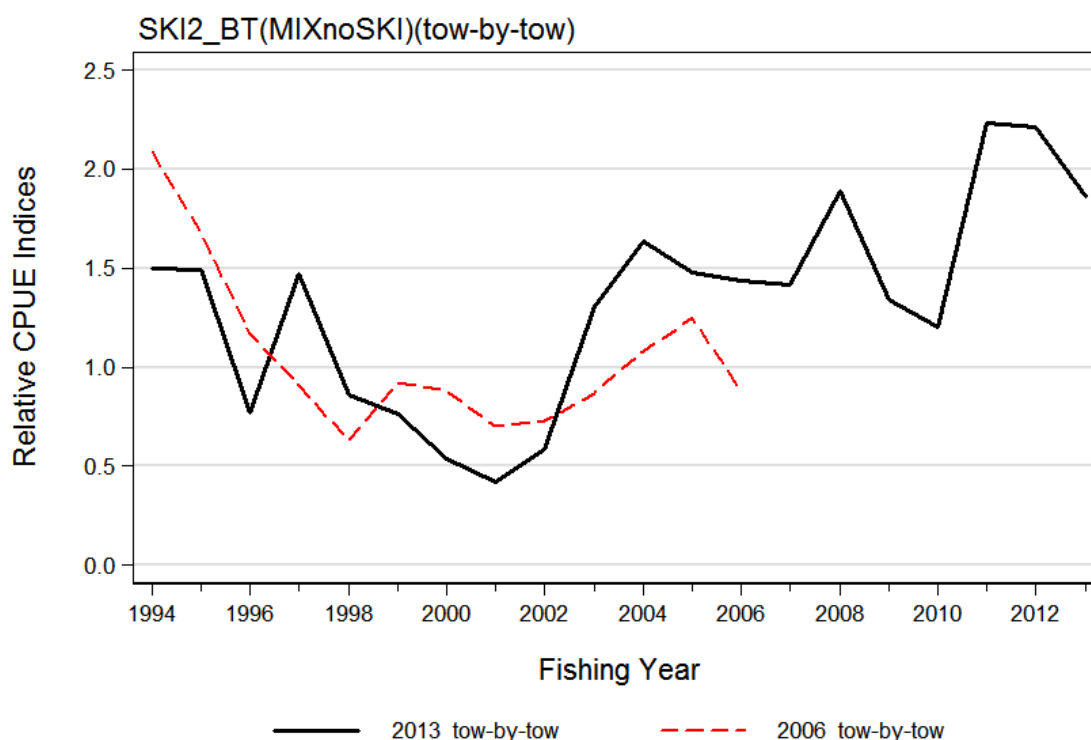 SKI2_BT(MIXnoSKI)(tow-by-tow)
Relative CPUE Indices
2.5
2.0
1.5
1.0
0.5
0.0
1994 1996 1998 2000 2002 2004 2006 2008 2010 2012
Fishing Year
2013 tow-by-tow 2006 tow-by-tow